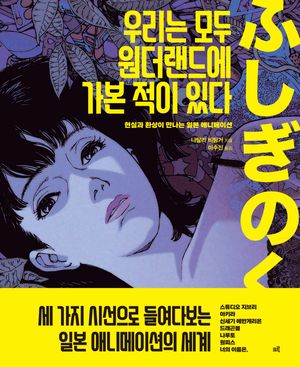 우리는 모두
원더랜드에
가본 적이 있다
현실과 환상이 만나는 일본 애니메이션
이수진 옮김
ふしぎのく
세 가지 시선으로 들여다보는
일본 애니메이션의 세계
스튜디오 지브리
아키라
신세기 에반게리온
드래곤볼
나루토
원피스
너의 이름은.